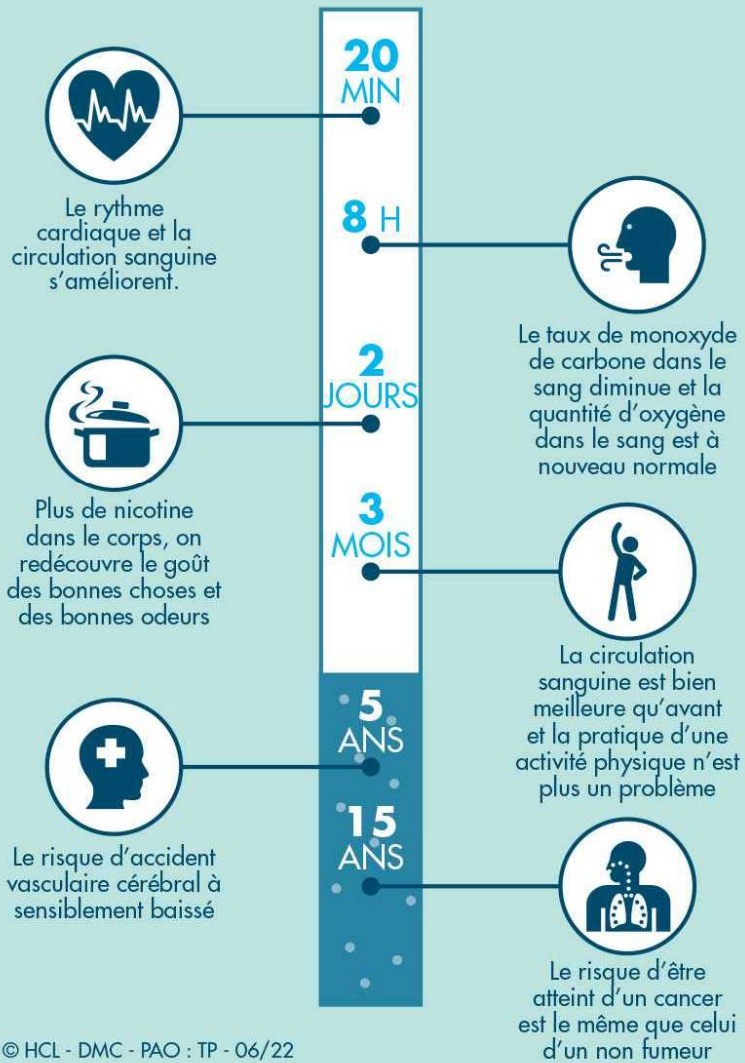 20
MIN
Le rythme
cardiaque et la
circulation sanguine
s'améliorent.
8 H
Le taux de monoxyde
de carbone dans le
sang diminue et la
quantité d'oxygène
dans le sang est à
nouveau normale
2
JOURS
Plus de nicotine
dans le corps, on
redécouvre le goût
des bonnes choses et
des bonnes odeurs
3
MOIS
La circulation
sanguine est bien
meilleure qu'avant
et la pratique d'une
activité physique n'est
plus un problème
5
ANS
Le risque d'accident
vasculaire cérébral à
sensiblement baissé
15
ANS
Le risque d'être
atteint d'un cancer
est le même que celui
d'un non fumeur
© HCL - DMC - PAO : TP - 06/22